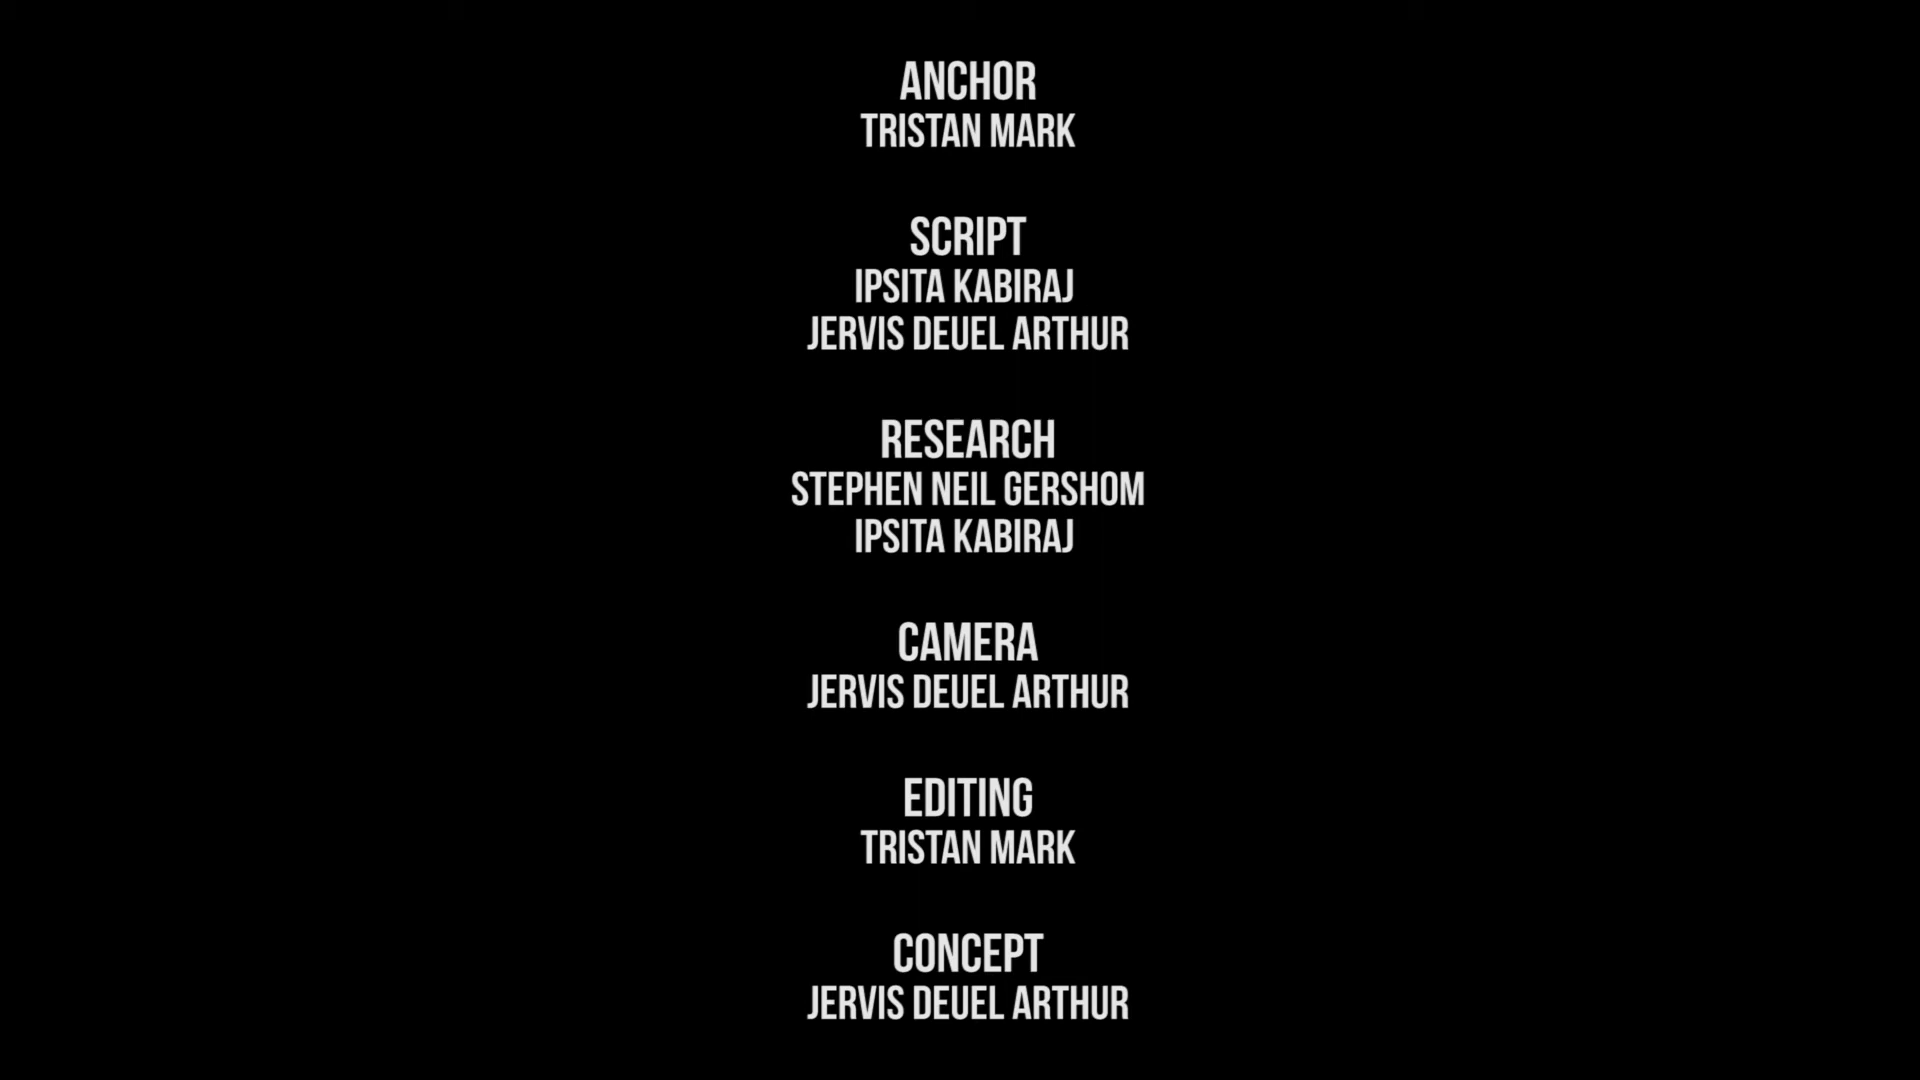 ANCHOR
TRISTAN MARK
SCRIPT
IPSITA KABIRAJ
JERVIS DEUEL ARTHUR
RESEARCH
STEPHEN NEIL GERSHOM
IPSITA KABIRAJ
CAMERA
JERVIS DEUEL ARTHUR
EDITING
TRISTAN MARK
CONCEPT
JERVIS DEUEL ARTHUR